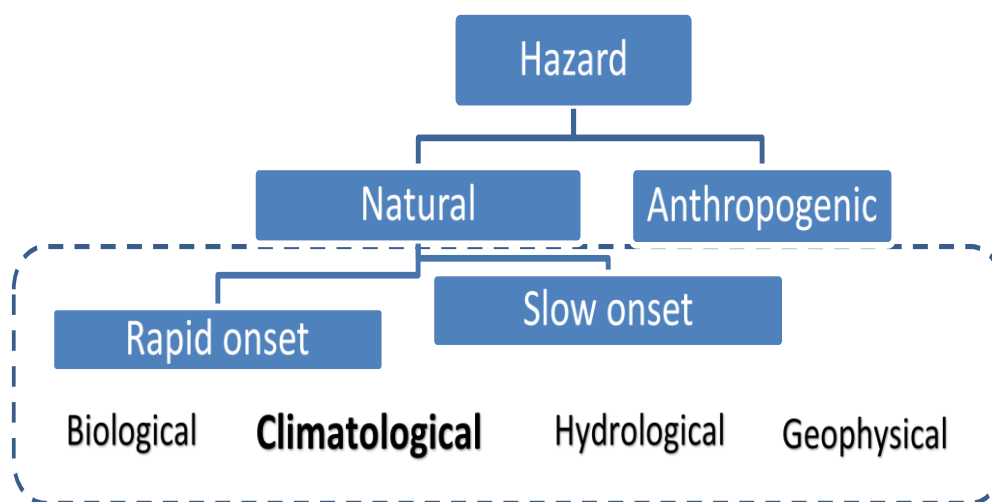 Hazard
Natural
Anthropogenic
Rapid onset
Slow onset
Biological
Climatological
Hydrological
Geophysical